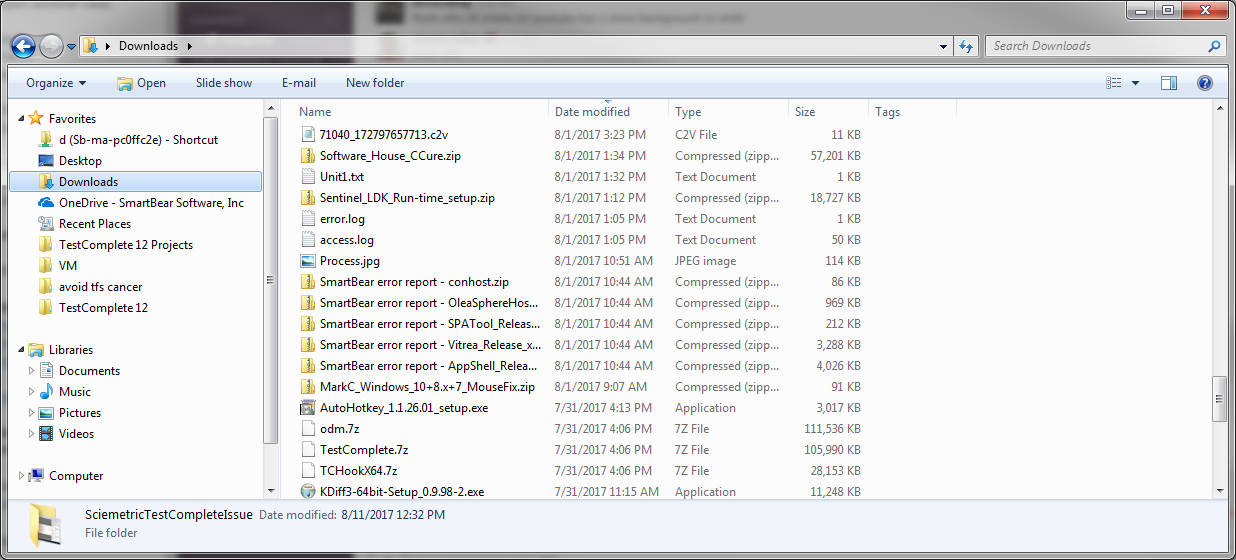 Downloads
Search Downloads
Organize Open Slide show E-mail New folder
Favorites
d (Sb-ma-pc0ffc2e) - Shortcut
Desktop
Downloads
OneDrive - SmartBear Software, Inc
Recent Places
TestComplete 12 Projects
VM
avoid tfs cancer
TestComplete 12
Libraries
Documents
Music
Pictures
Videos
Computer
Name Date modified Type Size Tags
71040_172797657713.c2v 8/1/2017 3:23 PM C2V File 11 KB
Software_House_CCure.zip 8/1/2017 1:34 PM Compressed (zipp... 57,201 KB
Unit1.txt 8/1/2017 1:32 PM Text Document 1 KB
Sentinel_LDK_Run-time_setup.zip 8/1/2017 1:12 PM Compressed (zipp... 18,727 KB
error.log 8/1/2017 1:05 PM Text Document 1 KB
access.log 8/1/2017 1:05 PM Text Document 50 KB
Process.jpg 8/1/2017 10:51 AM JPEG image 114 KB
SmartBear error report - conhost.zip 8/1/2017 10:44 AM Compressed (zipp... 86 KB
SmartBear error report - OleaSphereHos... 8/1/2017 10:44 AM Compressed (zipp... 969 KB
SmartBear error report - SPATool_Releas... 8/1/2017 10:44 AM Compressed (zipp... 212 KB
SmartBear error report - Vitrea_Release_x... 8/1/2017 10:44 AM Compressed (zipp... 3,288 KB
SmartBear error report - AppShell_Releas... 8/1/2017 10:44 AM Compressed (zipp... 4,026 KB
MarkC_Windows_10+8.x+7_MouseFix.zip 8/1/2017 9:07 AM Compressed (zipp... 91 KB
AutoHotkey_1.1.26.01_setup.exe 7/31/2017 4:13 PM Application 3,017 KB
odm.7z 7/31/2017 4:06 PM 7Z File 111,536 KB
TestComplete.7z 7/31/2017 4:06 PM 7Z File 105,990 KB
TCHookX64.7z 7/31/2017 4:06 PM 7Z File 28,153 KB
KDiff3-64bit-Setup_0.9.98-2.exe 7/31/2017 11:15 AM Application 11,248 KB
SciemetricTestCompleteIssue Date modified: 8/11/2017 12:32 PM
File folder